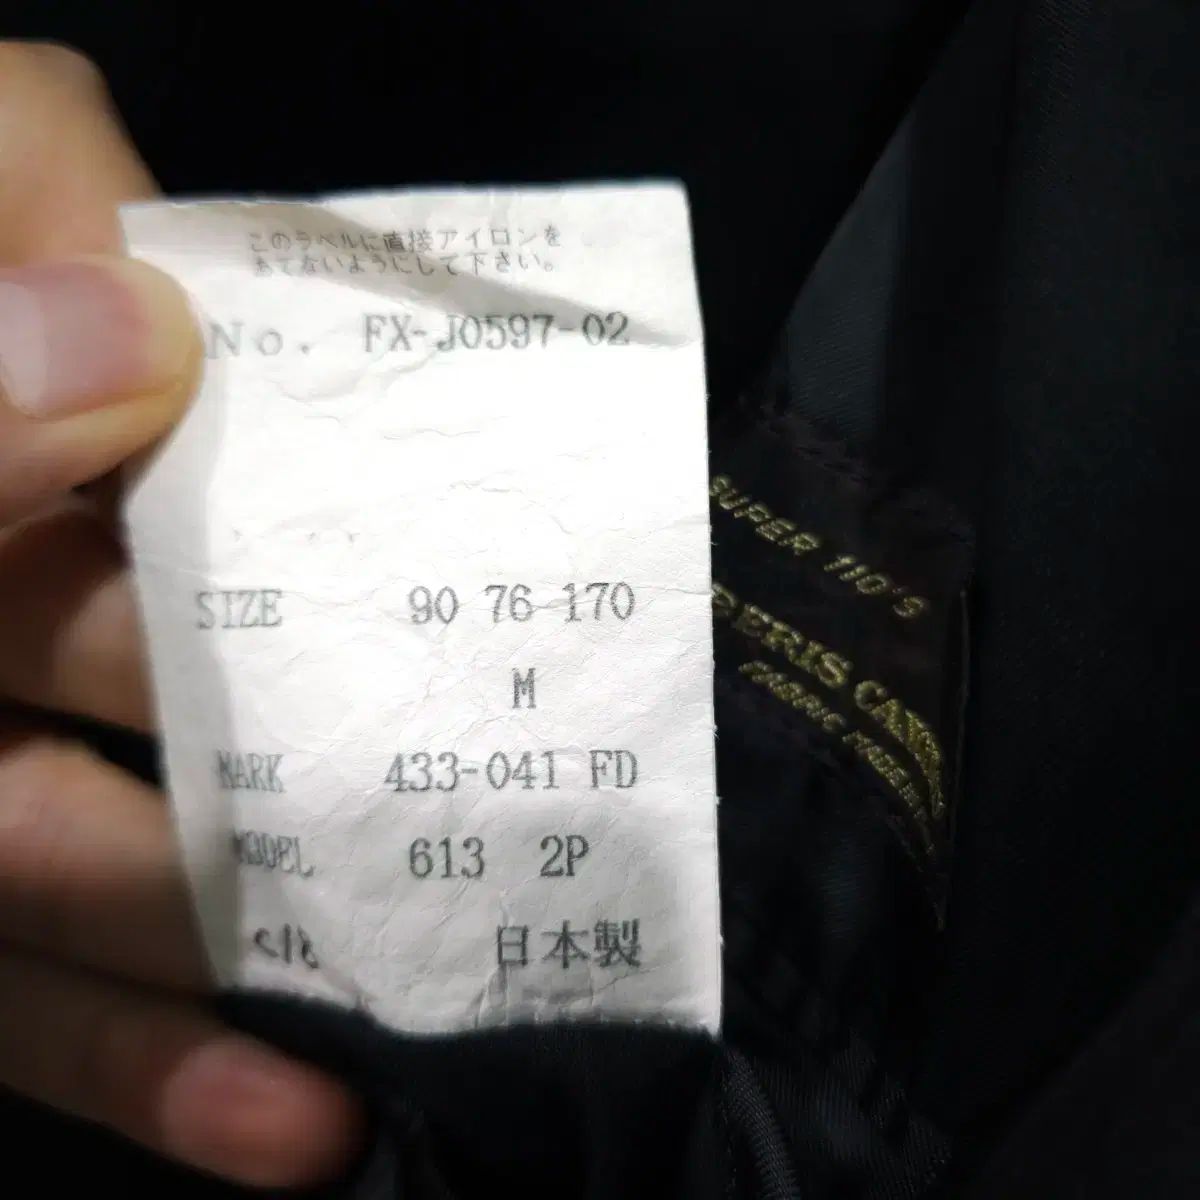 このラベルに直接アイロンを
あてないようにして下さい。
No. FX-J0597-02
SIZE 90 76 170
M
MARK 433-041 FD
MODEL 613 2P
日本製
SUPER 110'S
FABRIC